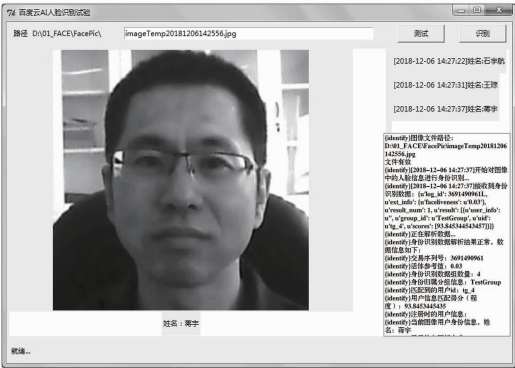 百度云AI人脸识别试验
路径 D:\01_FACE\FacePic\ imageTemp20181206142556.jpg 测试 识别
[2018-12-06 14:27:22]姓名:石宇航
[2018-12-06 14:27:31]姓名:王琼
[2018-12-06 14:27:37]姓名:蒋宇
{identify}图像文件路径:
D:\01_FACE\FacePic\imageTemp20181206
142556.jpg
文件有效
{identify}[2018-12-06 14:27:37]开始对图像
中的人脸信息进行身份识别...
{identify}[2018-12-06 14:27:37]接收到身份
识别数据: {u'log_id': 3691490961L,
u'ext_info': {u'faceliveness': u'0.03'},
u'result_num': 1, u'result': [{u'user_info':
u'', u'group_id': u'TestGroup', u'uid':
u'tg_4', u'scores': [93.845344543457]}]}
{identify}正在解析数据...
{identify}身份识别数据解析结果正常, 数
据信息如下:
{identify}交易序列号: 3691490961
{identify}活体参考值: 0.03
{identify}身份识别数据组数量: 4
{identify}身份归属分组信息: TestGroup
{identify}匹配到的用户id: tg_4
{identify}用户信息匹配得分（程
度）: 93.8453445435
{identify}注册时的用户信息:
{identify}当前图像用户身份信息, 姓
名: 蒋宇
姓名：蒋宇
就绪...